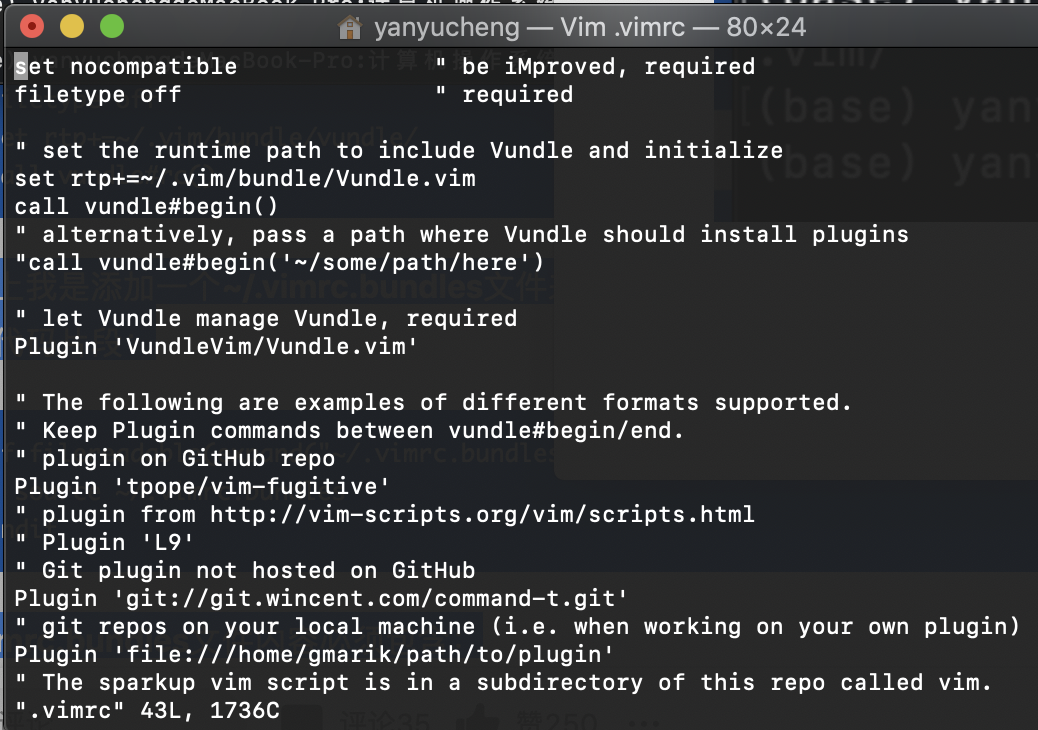 yanyucheng — Vim .vimrc — 80×24
set nocompatible " be iMproved, required
filetype off " required
" set the runtime path to include Vundle and initialize
set rtp+=~/.vim/bundle/Vundle.vim
call vundle#begin()
" alternatively, pass a path where Vundle should install plugins
"call vundle#begin('~/some/path/here')
" let Vundle manage Vundle, required
Plugin 'VundleVim/Vundle.vim'
" The following are examples of different formats supported.
" Keep Plugin commands between vundle#begin/end.
" plugin on GitHub repo
Plugin 'tpope/vim-fugitive'
" plugin from http://vim-scripts.org/vim/scripts.html
" Plugin 'L9'
" Git plugin not hosted on GitHub
Plugin 'git://git.wincent.com/command-t.git'
" git repos on your local machine (i.e. when working on your own plugin)
Plugin 'file:///home/gmarik/path/to/plugin'
" The sparkup vim script is in a subdirectory of this repo called vim.
".vimrc" 43L, 1736C
.vim/
(base) yan
(base) yan